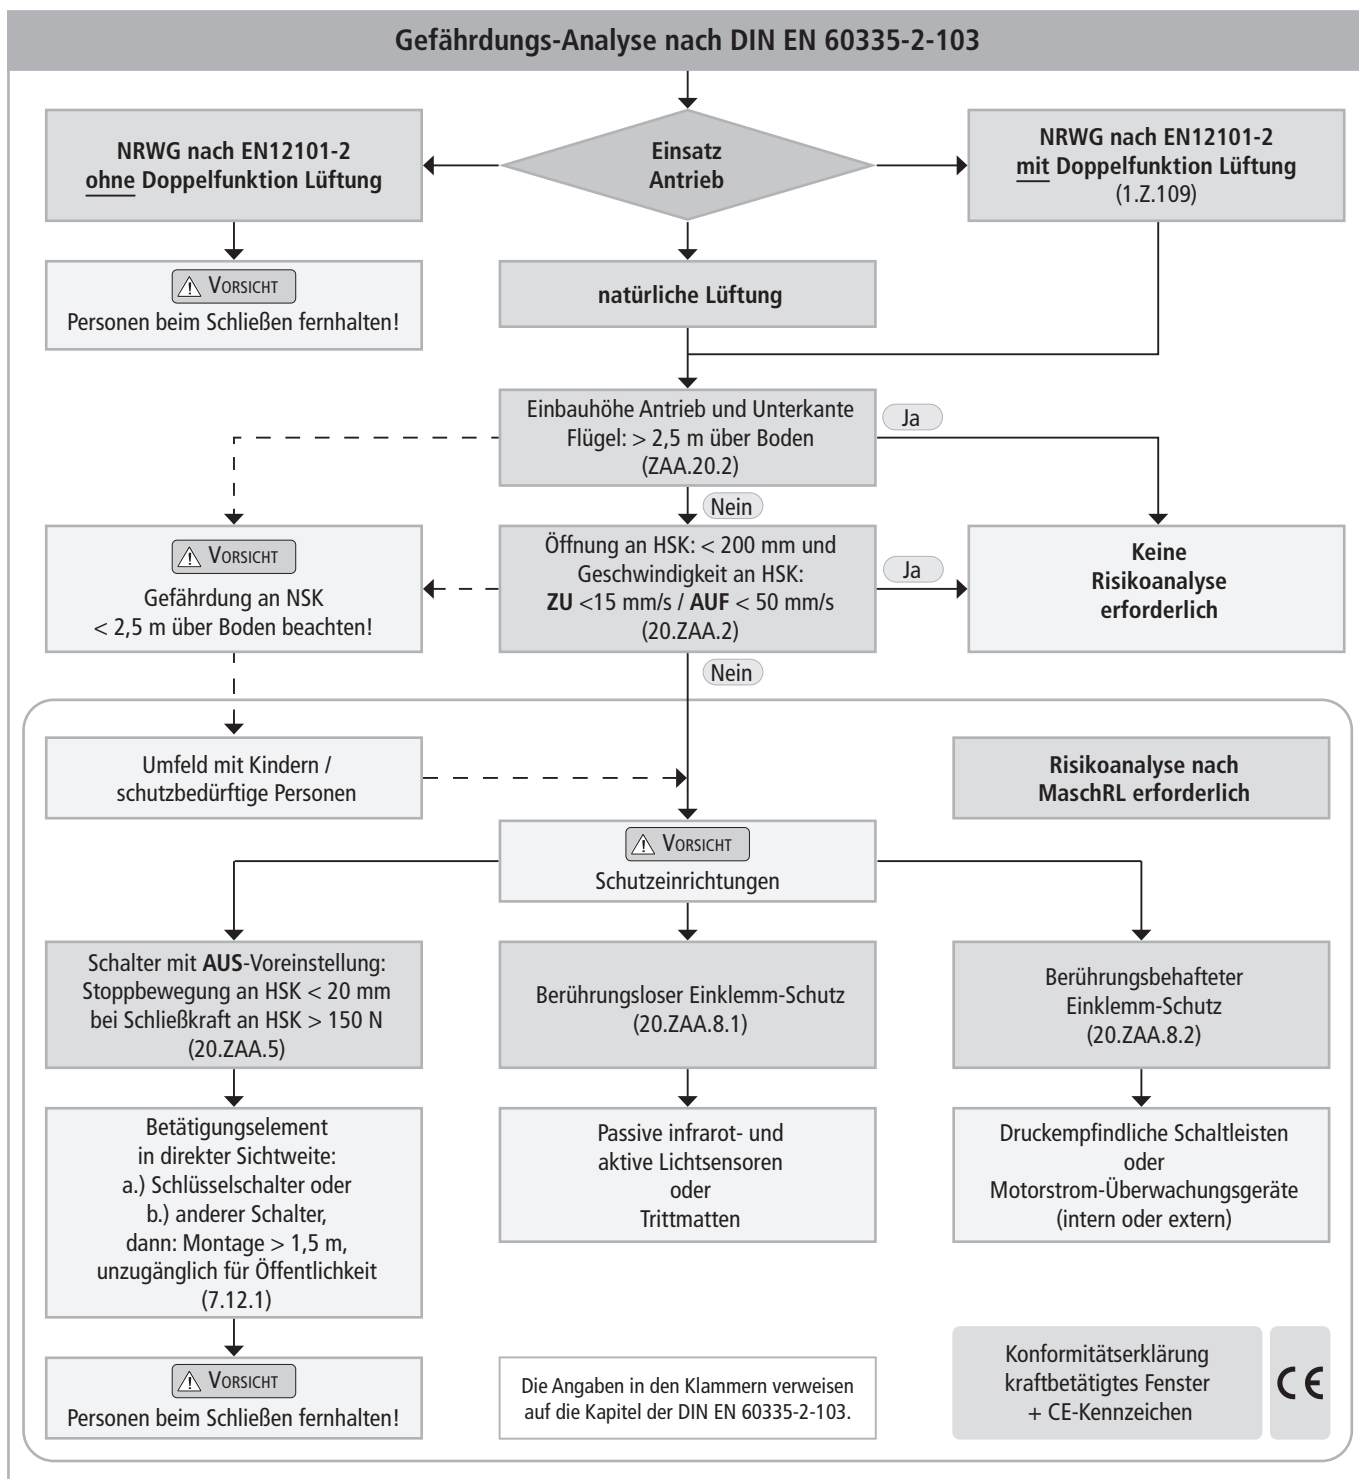 Gefährdungs-Analyse nach DIN EN 60335-2-103
NRWG nach EN12101-2
ohne Doppelfunktion Lüftung
Einsatz
Antrieb
NRWG nach EN12101-2
mit Doppelfunktion Lüftung
(1.Z.109)
VORSICHT
Personen beim Schließen fernhalten!
natürliche Lüftung
Einbauhöhe Antrieb und Unterkante
Flügel: > 2,5 m über Boden
(ZAA.20.2)
Ja
Nein
VORSICHT
Gefährdung an NSK
< 2,5 m über Boden beachten!
Öffnung an HSK: < 200 mm und
Geschwindigkeit an HSK:
ZU <15 mm/s / AUF < 50 mm/s
(20.ZAA.2)
Ja
Keine
Risikoanalyse
erforderlich
Nein
Umfeld mit Kindern /
schutzbedürftige Personen
Risikoanalyse nach
MaschRL erforderlich
VORSICHT
Schutzeinrichtungen
Schalter mit AUS-Voreinstellung:
Stoppbewegung an HSK < 20 mm
bei Schließkraft an HSK > 150 N
(20.ZAA.5)
Berührungsloser Einklemm-Schutz
(20.ZAA.8.1)
Berührungsbehafteter
Einklemm-Schutz
(20.ZAA.8.2)
Betätigungselement
in direkter Sichtweite:
a.) Schlüsselschalter oder
b.) anderer Schalter,
dann: Montage > 1,5 m,
unzugänglich für Öffentlichkeit
(7.12.1)
Passive infrarot- und
aktive Lichtsensoren
oder
Trittmatten
Druckempfindliche Schaltleisten
oder
Motorstrom-Überwachungsgeräte
(intern oder extern)
VORSICHT
Personen beim Schließen fernhalten!
Die Angaben in den Klammern verweisen
auf die Kapitel der DIN EN 60335-2-103.
Konformitätserklärung
kraftbetätigtes Fenster
+ CE-Kennzeichen
CE